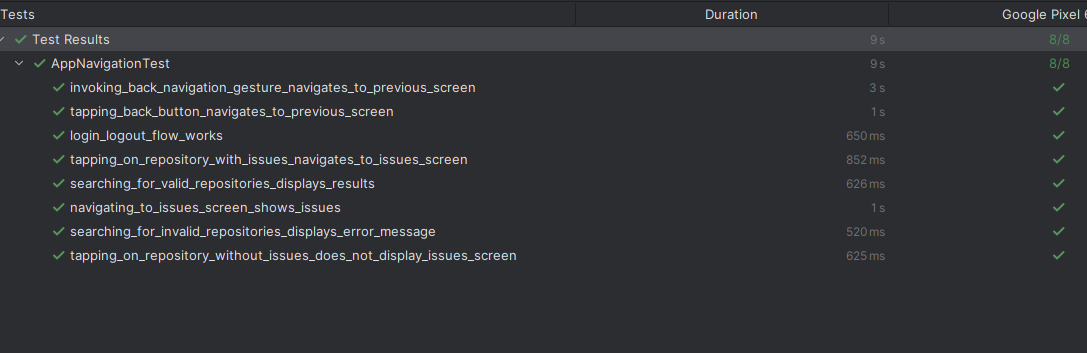 Tests Duration Google Pixel 6
Test Results 9 s 8/8
AppNavigationTest 9 s 8/8
invoking_back_navigation_gesture_navigates_to_previous_screen 3 s
tapping_back_button_navigates_to_previous_screen 1 s
login_logout_flow_works 650 ms
tapping_on_repository_with_issues_navigates_to_issues_screen 852 ms
searching_for_valid_repositories_displays_results 626 ms
navigating_to_issues_screen_shows_issues 1 s
searching_for_invalid_repositories_displays_error_message 520 ms
tapping_on_repository_without_issues_does_not_display_issues_screen 625 ms